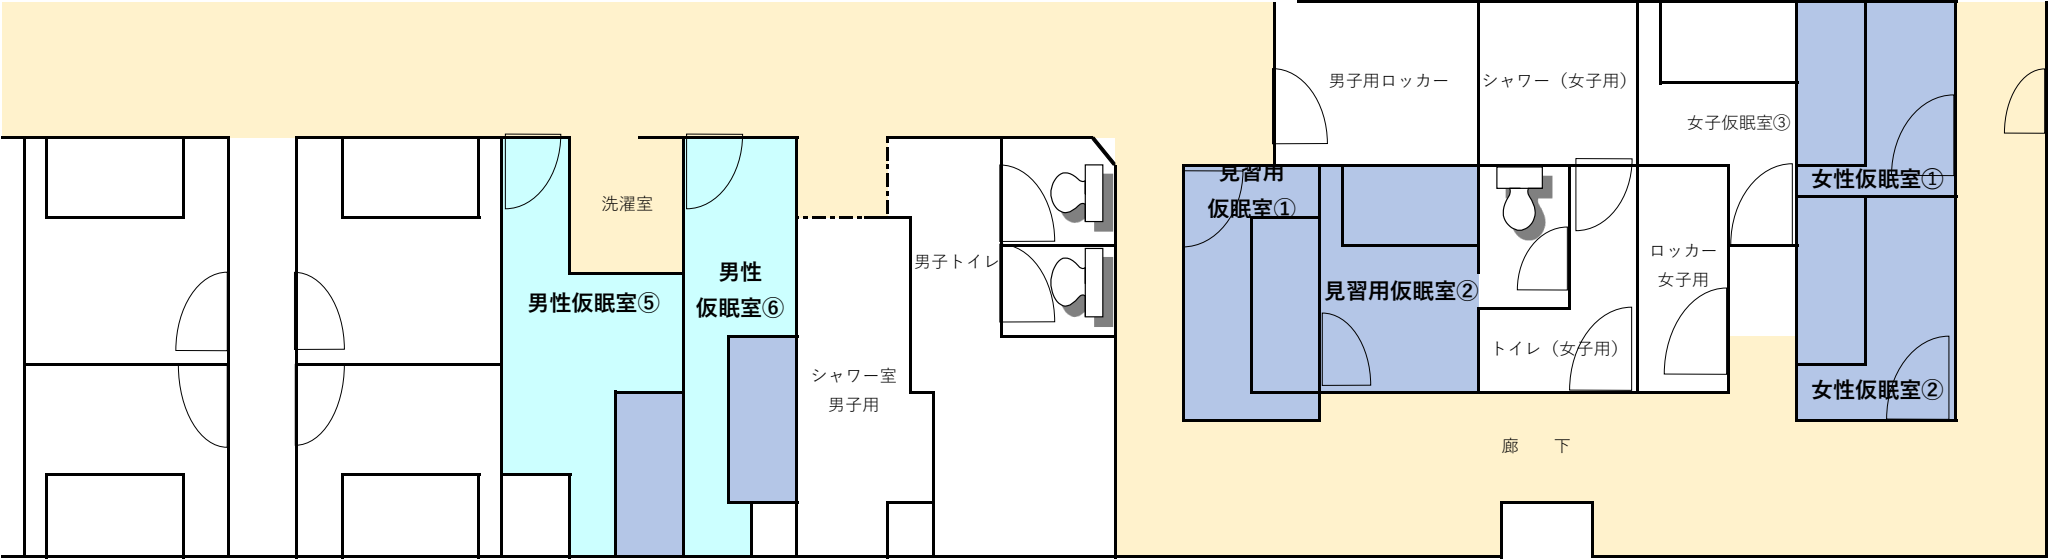 男子用ロッカー
シャワー（女子用）
女子仮眠室③
女性仮眠室①
見習用
仮眠室①
洗濯室
男子トイレ
ロッカー
女子用
男性
仮眠室⑥
男性仮眠室⑤
見習用仮眠室②
トイレ（女子用）
シャワー室
男子用
女性仮眠室②
廊　下